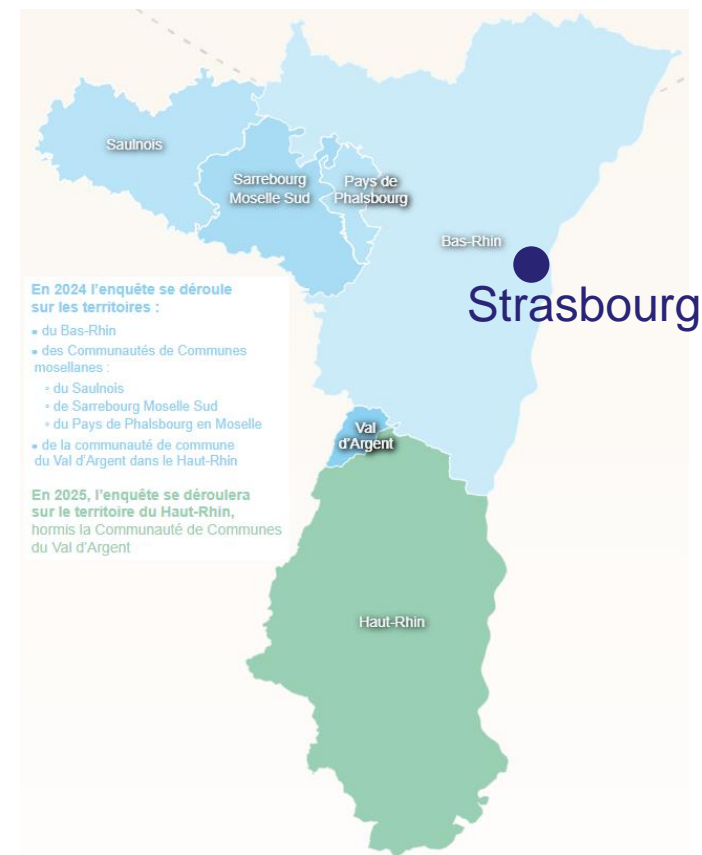 Saulnois
Sarrebourg
Moselle Sud
Pays de
Phalsbourg
Bas-Rhin
Strasbourg
En 2024 l’enquête se déroule
sur les territoires :
▪ du Bas-Rhin
▪ des Communautés de Communes
mosellanes :
▫ du Saulnois
▫ de Sarrebourg Moselle Sud
▫ du Pays de Phalsbourg en Moselle
▪ de la communauté de commune
du Val d’Argent dans le Haut-Rhin
En 2025, l’enquête se déroulera
sur le territoire du Haut-Rhin,
hormis la Communauté de Communes
du Val d’Argent
Val
d’Argent
Haut-Rhin